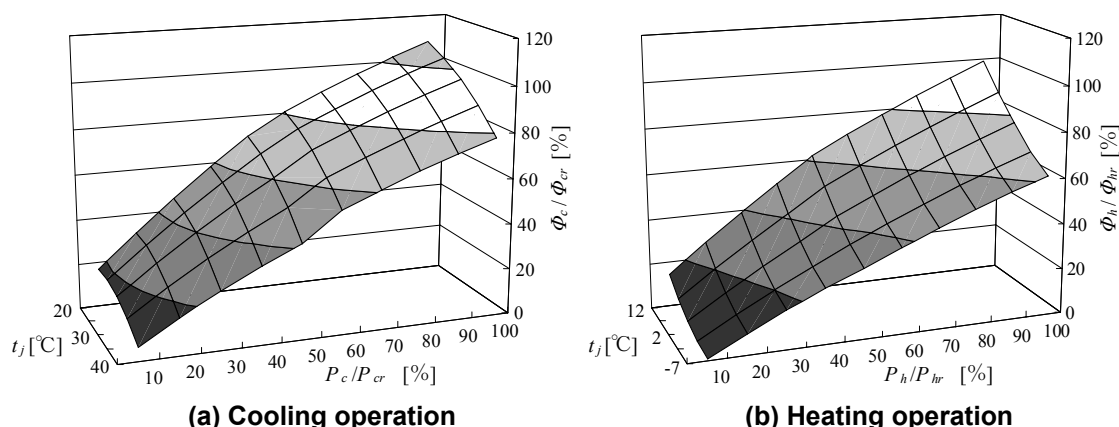 120
100
80
60
40
20
0
Φc/Φcr [%]
20
30
40
tj[℃]
10 20 30 40 50 60 70 80 90 100
Pc/Pcr [%]
(a) Cooling operation
120
100
80
60
40
20
0
Φh/Φhr [%]
12
2
-7
tj[℃]
10 20 30 40 50 60 70 80 90 100
Ph/Phr [%]
(b) Heating operation